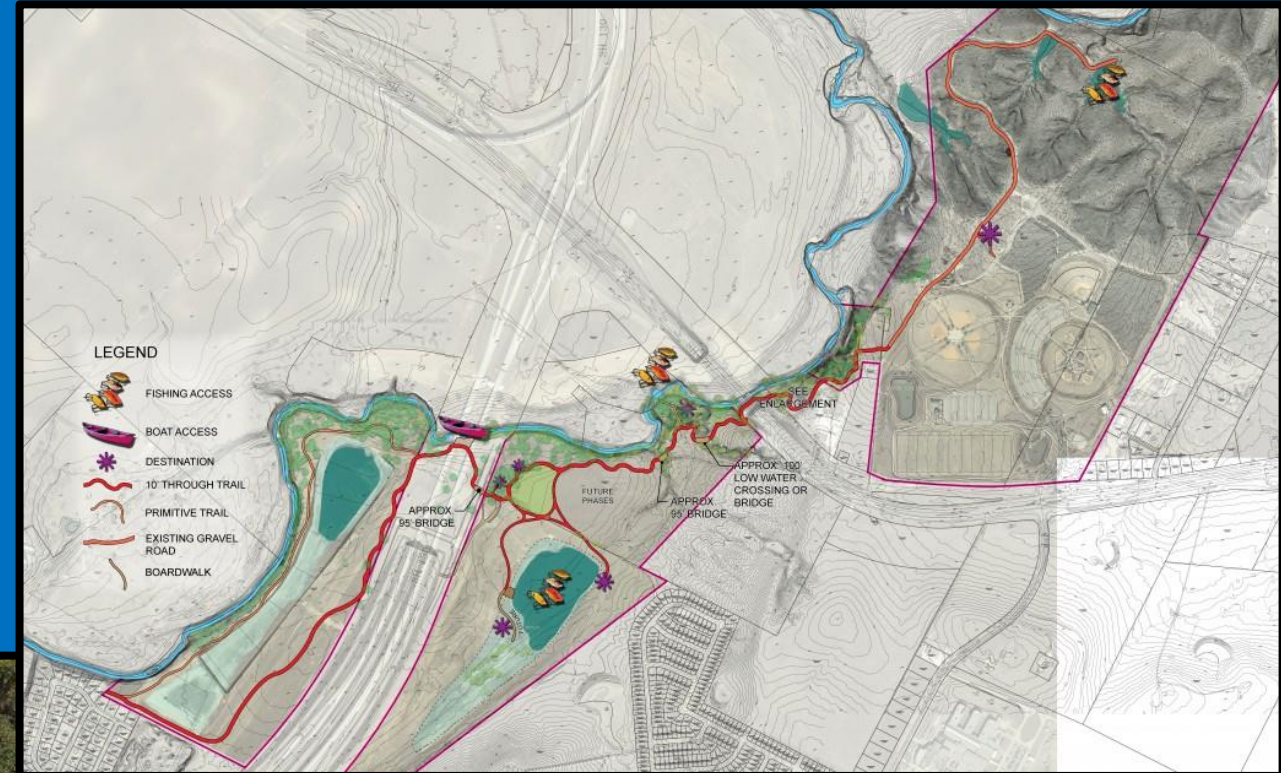 LEGEND
FISHING ACCESS
BOAT ACCESS
DESTINATION
10' THROUGH TRAIL
PRIMITIVE TRAIL
EXISTING GRAVEL
ROAD
BOARDWALK
SEE
ENLARGEMENT
APPROX. 100'
LOW WATER
CROSSING OR
BRIDGE
APPROX
95' BRIDGE
FUTURE
PHASES
APPROX
95' BRIDGE